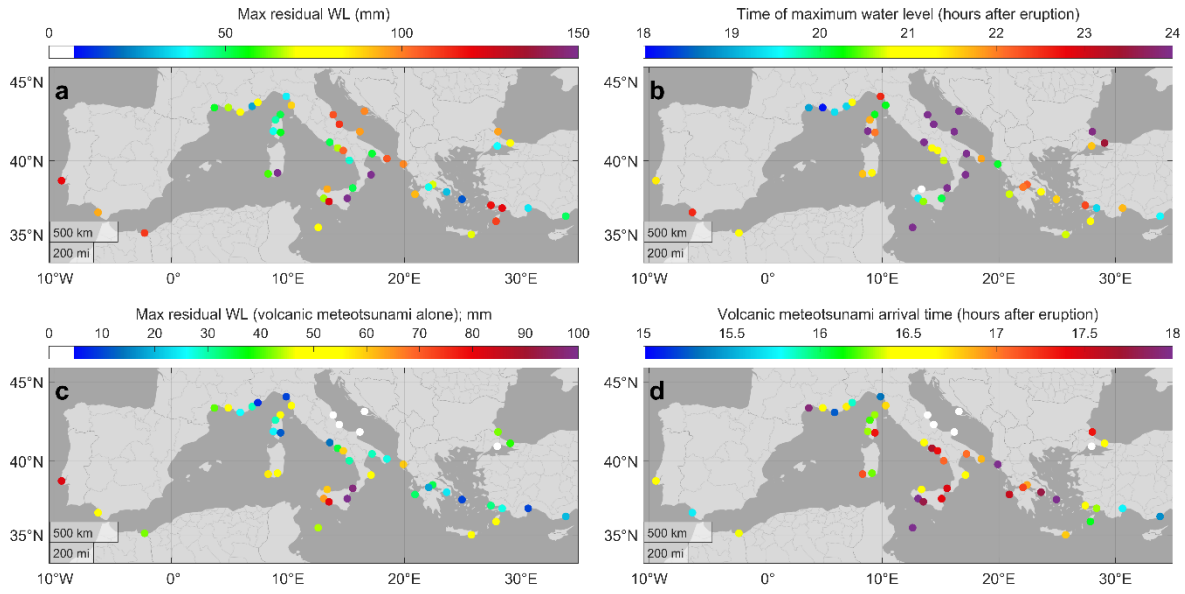 Max residual WL (mm)
0 50 100 150
a
45°N
40°N
35°N
500 km
200 mi
10°W 0° 10°E 20°E 30°E
Time of maximum water level (hours after eruption)
18 19 20 21 22 23 24
b
45°N
40°N
35°N
500 km
200 mi
10°W 0° 10°E 20°E 30°E
Max residual WL (volcanic meteotsunami alone); mm
0 10 20 30 40 50 60 70 80 90 100
c
45°N
40°N
35°N
500 km
200 mi
10°W 0° 10°E 20°E 30°E
Volcanic meteotsunami arrival time (hours after eruption)
15 15.5 16 16.5 17 17.5 18
d
45°N
40°N
35°N
500 km
200 mi
10°W 0° 10°E 20°E 30°E